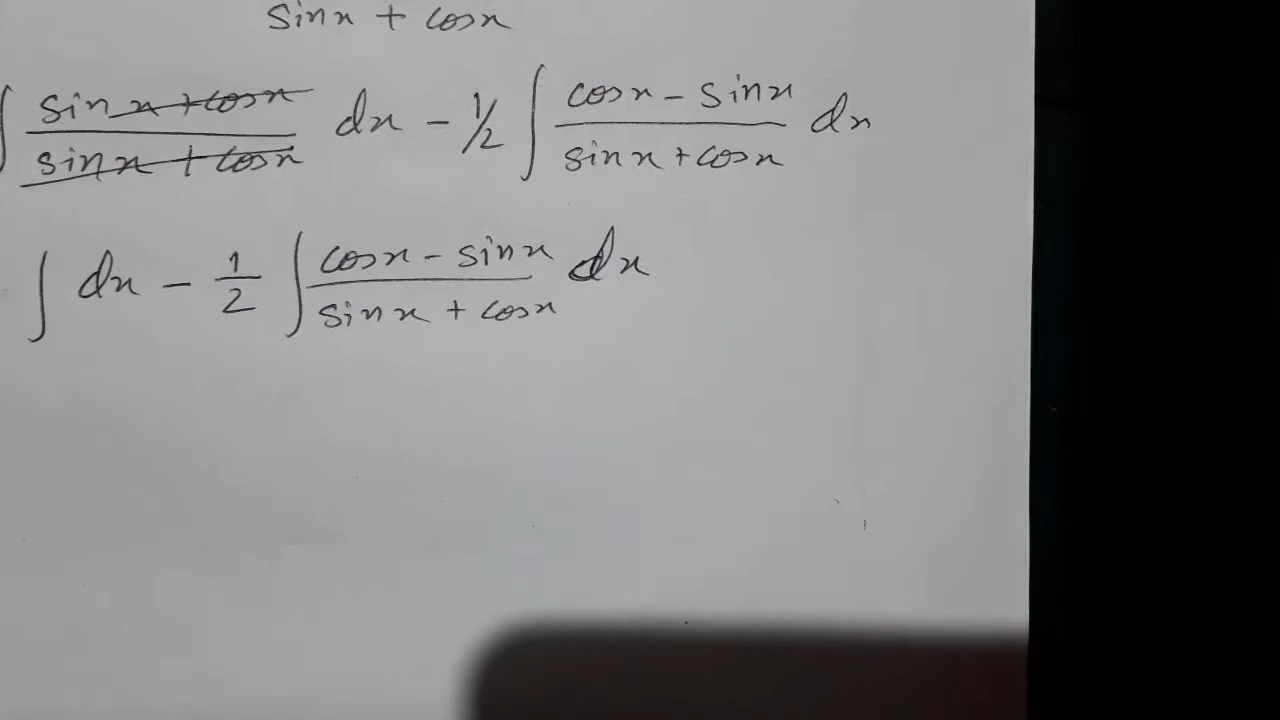 sinx + cosx
∫ sinx + cosx / sinx + cosx dx - 1/2 ∫ cosx - sinx / sinx + cosx dx
∫ dx - 1/2 ∫ cosx - sinx / sinx + cosx dx